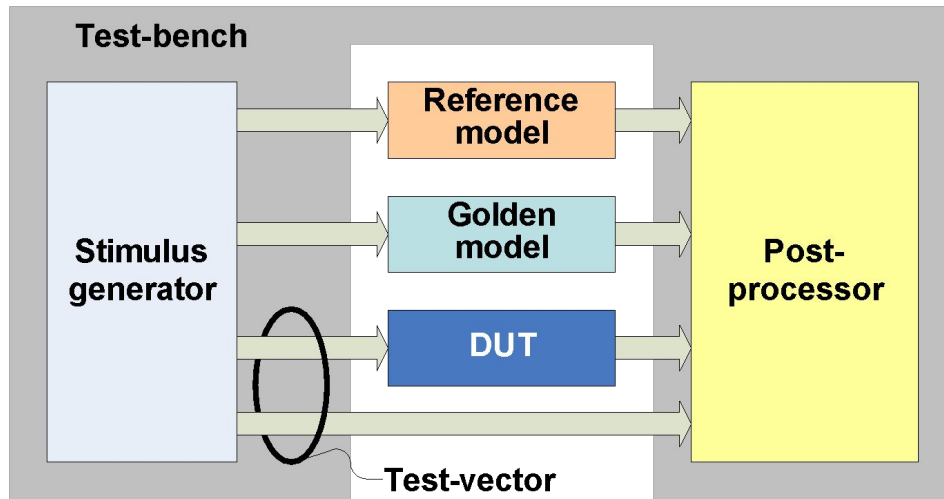 Test-bench
Stimulus
generator
Reference
model
Golden
model
DUT
Post-
processor
Test-vector